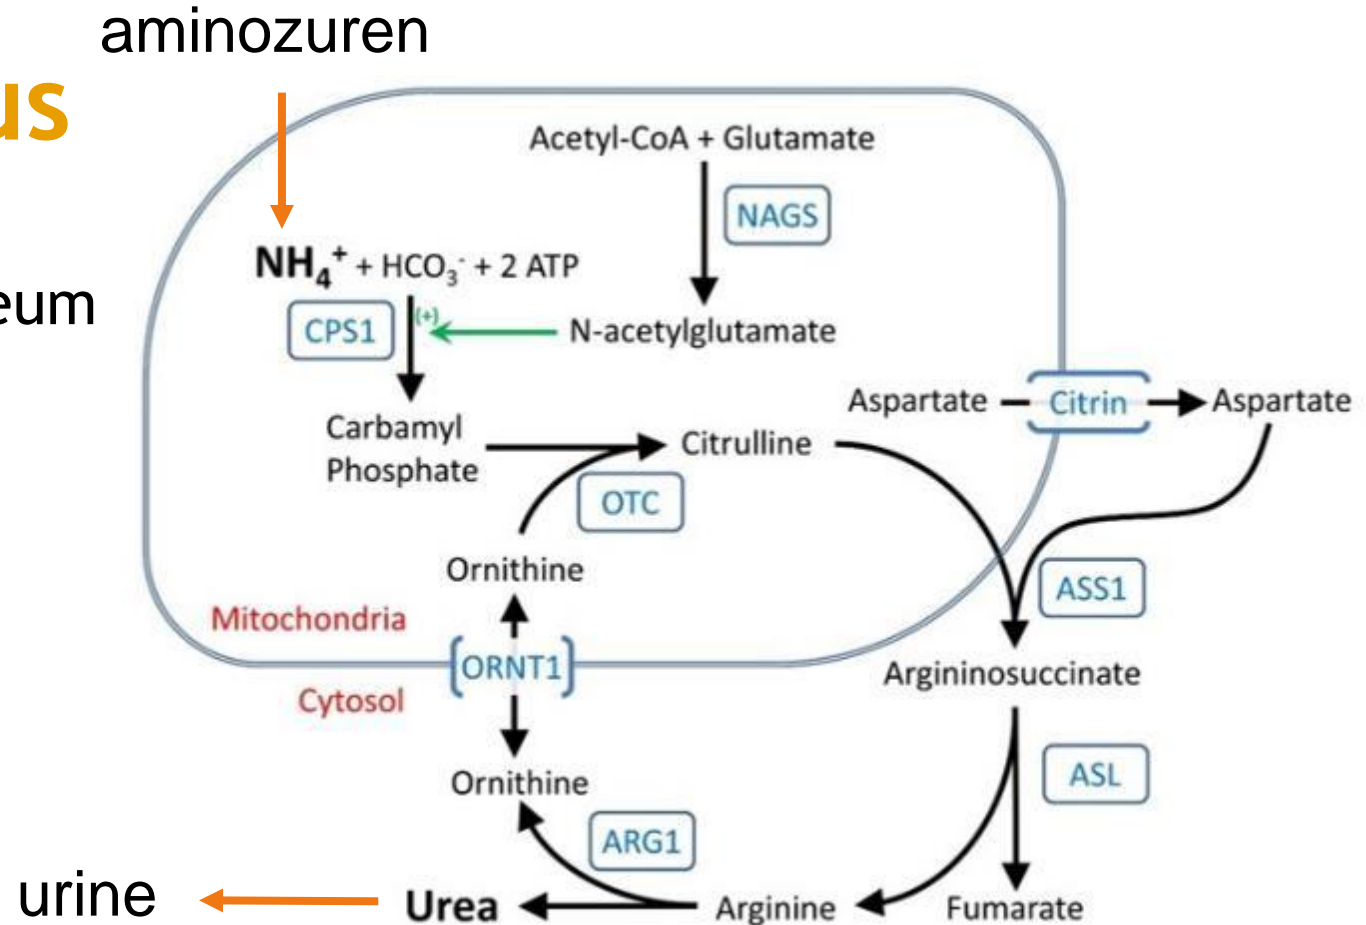 aminozuren
us
Acetyl-CoA + Glutamate
NAGS
NH₄⁺ + HCO₃⁻ + 2 ATP
eum
CPS1
(+)
N-acetylglutamate
Aspartate
Citrin
Aspartate
Carbamyl
Phosphate
Citrulline
OTC
Ornithine
ASS1
Mitochondria
ORNT1
Argininosuccinate
Cytosol
Ornithine
ASL
ARG1
urine
Urea
Arginine
Fumarate